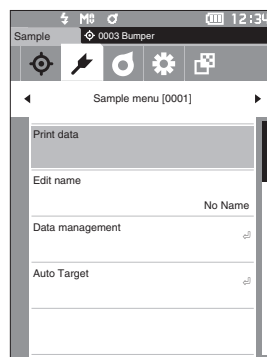 M 12:34
Sample 0003 Bumper
Sample menu [0001]
Print data
Edit name
No Name
Data management
Auto Target